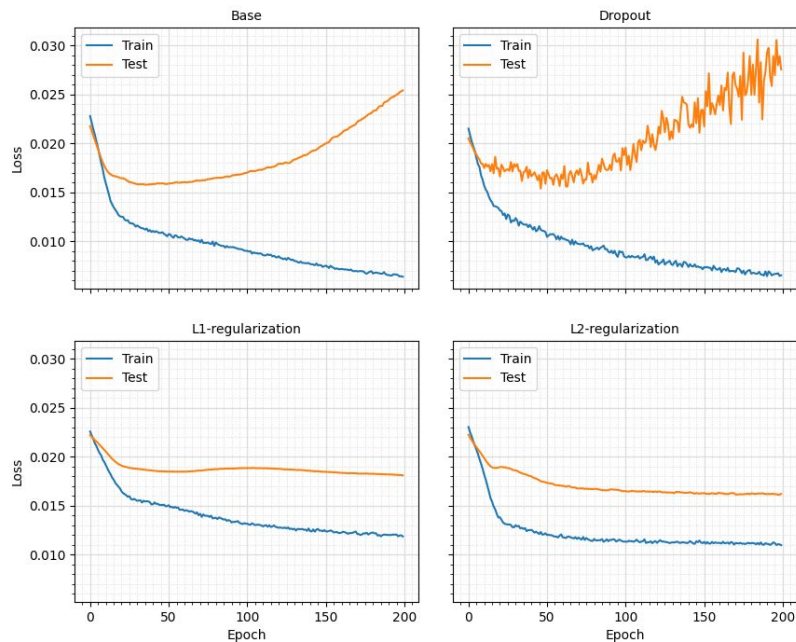 Base
Dropout
0.030
0.025
0.020
0.015
0.010
Loss
Train
Test
Train
Test
L1-regularization
L2-regularization
0.030
0.025
0.020
0.015
0.010
Loss
Train
Test
Train
Test
0 50 100 150 200
0 50 100 150 200
Epoch
Epoch